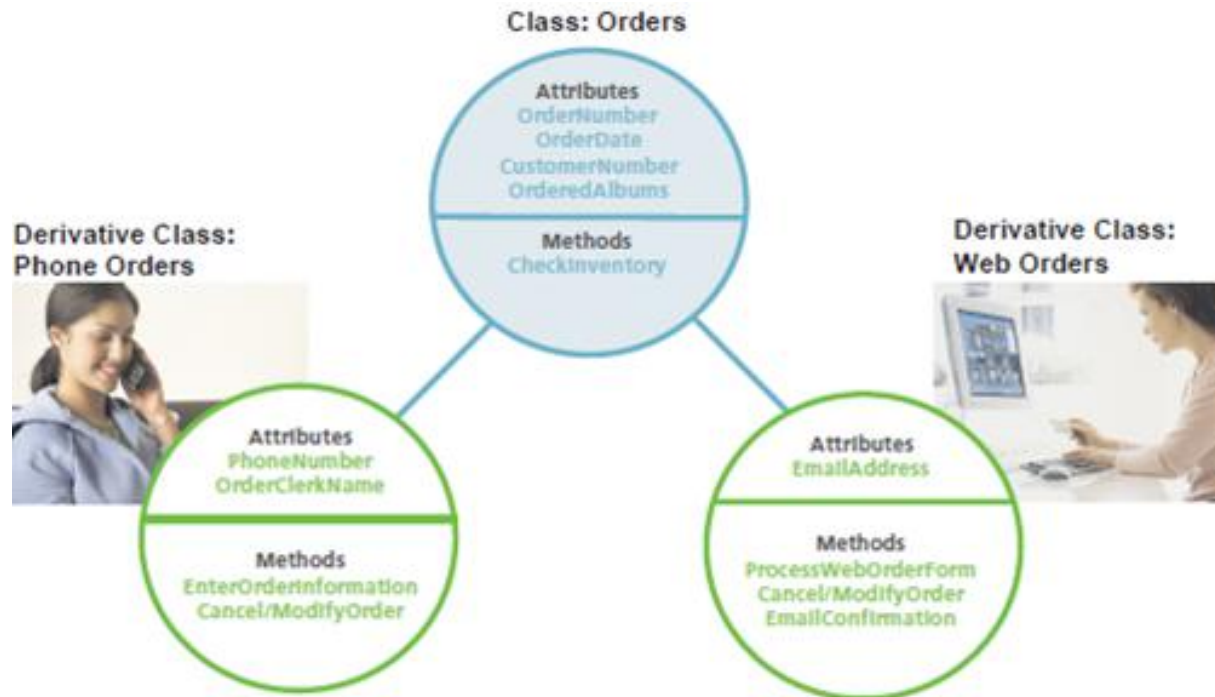 Class: Orders
Attributes
OrderNumber
OrderDate
CustomerNumber
OrderedAlbums
Methods
CheckInventory
Derivative Class:
Phone Orders
Attributes
PhoneNumber
OrderClerkName
Methods
EnterOrderInformation
Cancel/ModifyOrder
Derivative Class:
Web Orders
Attributes
EmailAddress
Methods
ProcessWebOrderForm
Cancel/ModifyOrder
EmailConfirmation